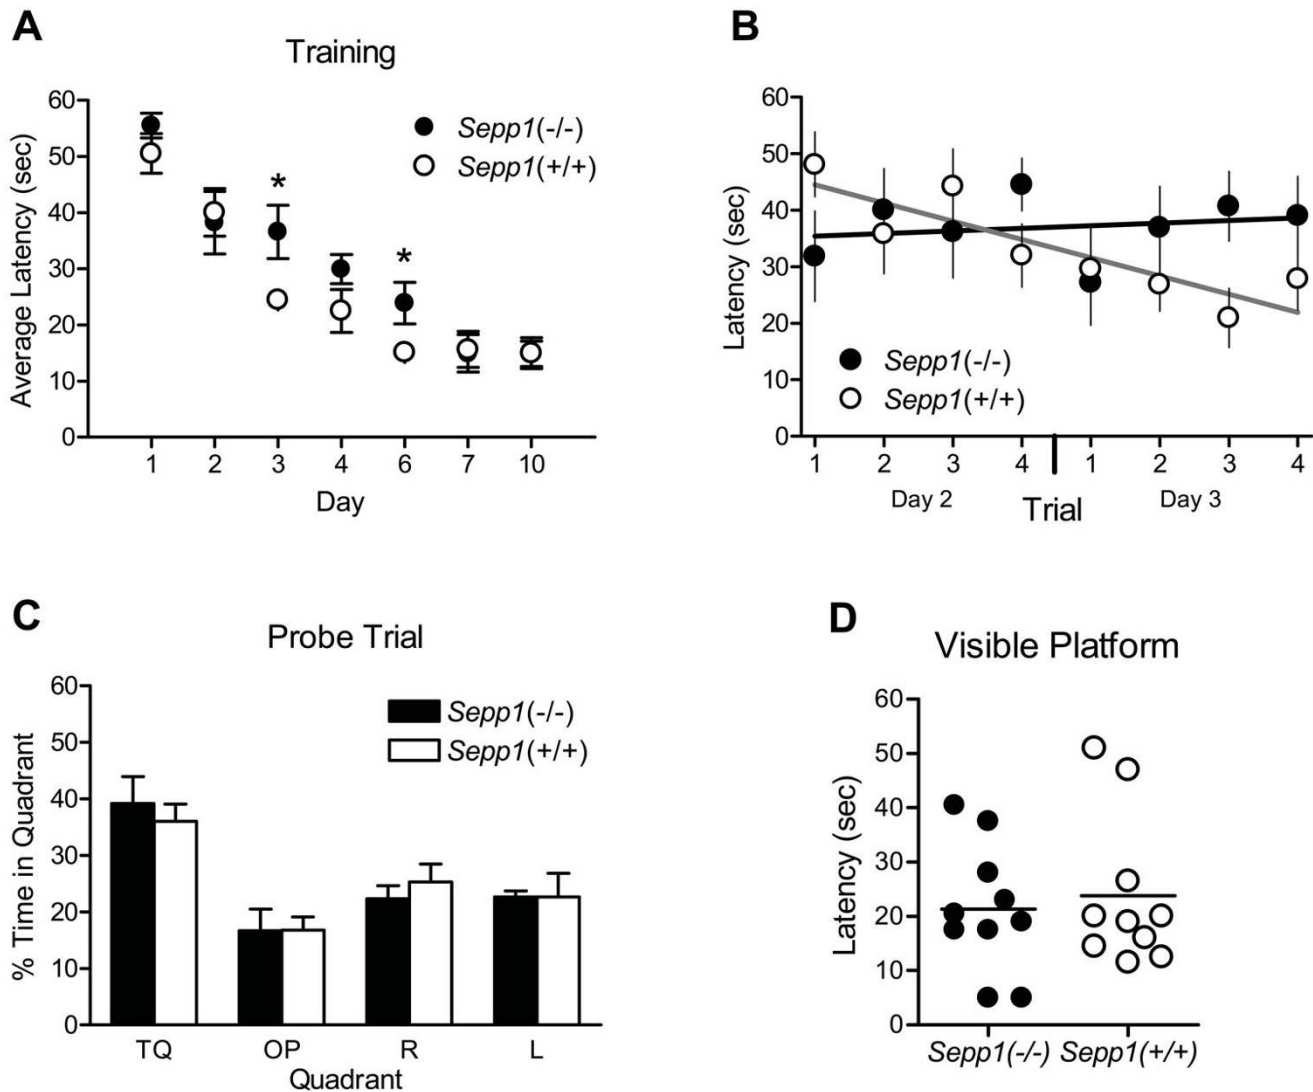 A
Training
Average Latency (sec)
60
50
40
30
20
10
0
* *
Sepp1(-/-)
Sepp1(+/+)
1 2 3 4 6 7 10
Day
B
Latency (sec)
60
50
40
30
20
10
0
Sepp1(-/-)
Sepp1(+/+)
1 2 3 4 1 2 3 4
Day 2 Trial Day 3
C
Probe Trial
% Time in Quadrant
60
50
40
30
20
10
0
Sepp1(-/-)
Sepp1(+/+)
TQ OP R L
Quadrant
D
Visible Platform
Latency (sec)
60
50
40
30
20
10
0
Sepp1(-/-) Sepp1(+/+)